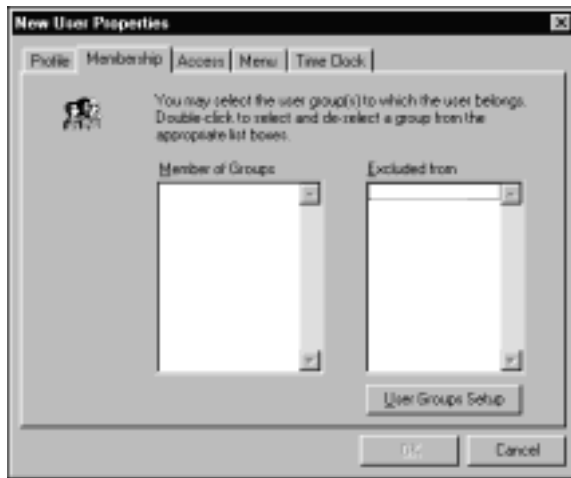 New User Properties
Profile Membership Access Menu Time Clock
You may select the user group(s) to which the user belongs.
Double-click to select and de-select a group from the
appropriate list boxes.
Member of Groups
Excluded from
User Groups Setup
OK Cancel